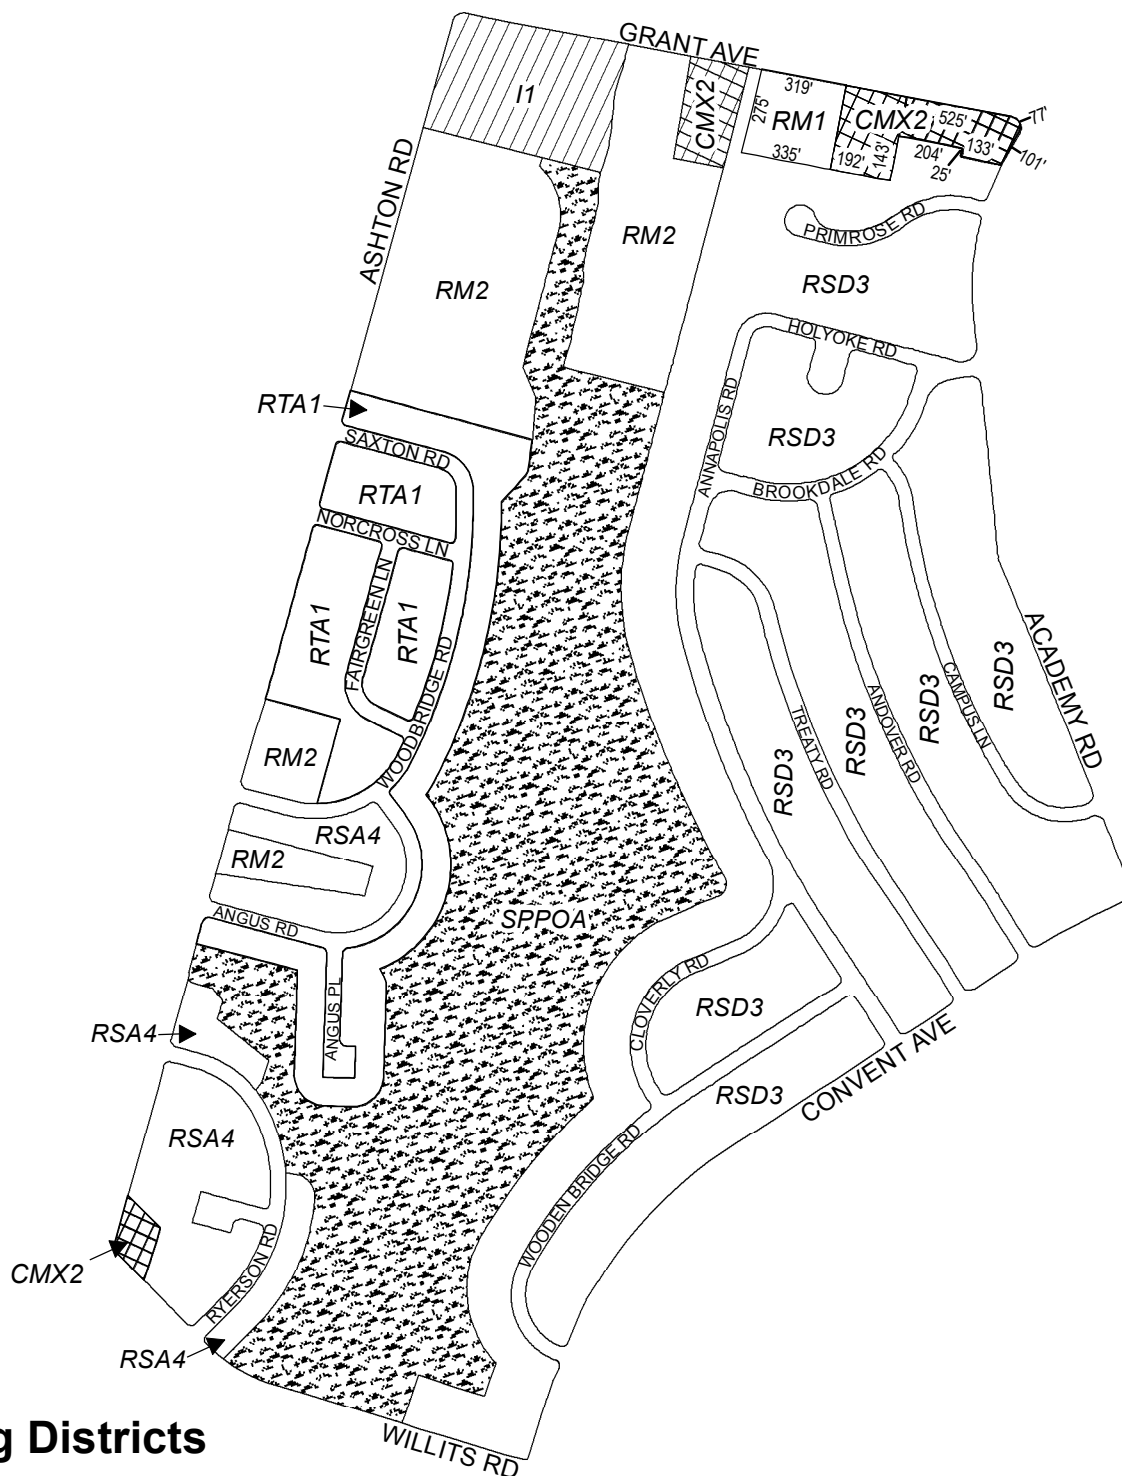 GRANT AVE
I1
CMX2
319'
275'
RM1
335'
CMX2
525'
77'
192'
143'
204'
25'
133'
101'
ASHTON RD
RM2
RM2
PRIMROSE RD
RSD3
HOLYOKE RD
RTA1
ANNAPOLIS RD
RSD3
SAXTON RD
RTA1
BROOKDALE RD
NORCROSS LN
RTA1
FAIRGREEN LN
RTA1
WOODBRIDGE RD
RM2
RSD3
TREATY RD
RSD3
ANDOVER RD
RSD3
CAMPUS LN
RSD3
ACADEMY RD
RSA4
RM2
ANGUS RD
SPPOA
ANGUS PL
CLOVERLY RD
RSD3
RSA4
RSD3
CONVENT AVE
RSA4
WOODEN BRIDGE RD
CMX2
RYERSON RD
RSA4
g Districts
WILLITS RD